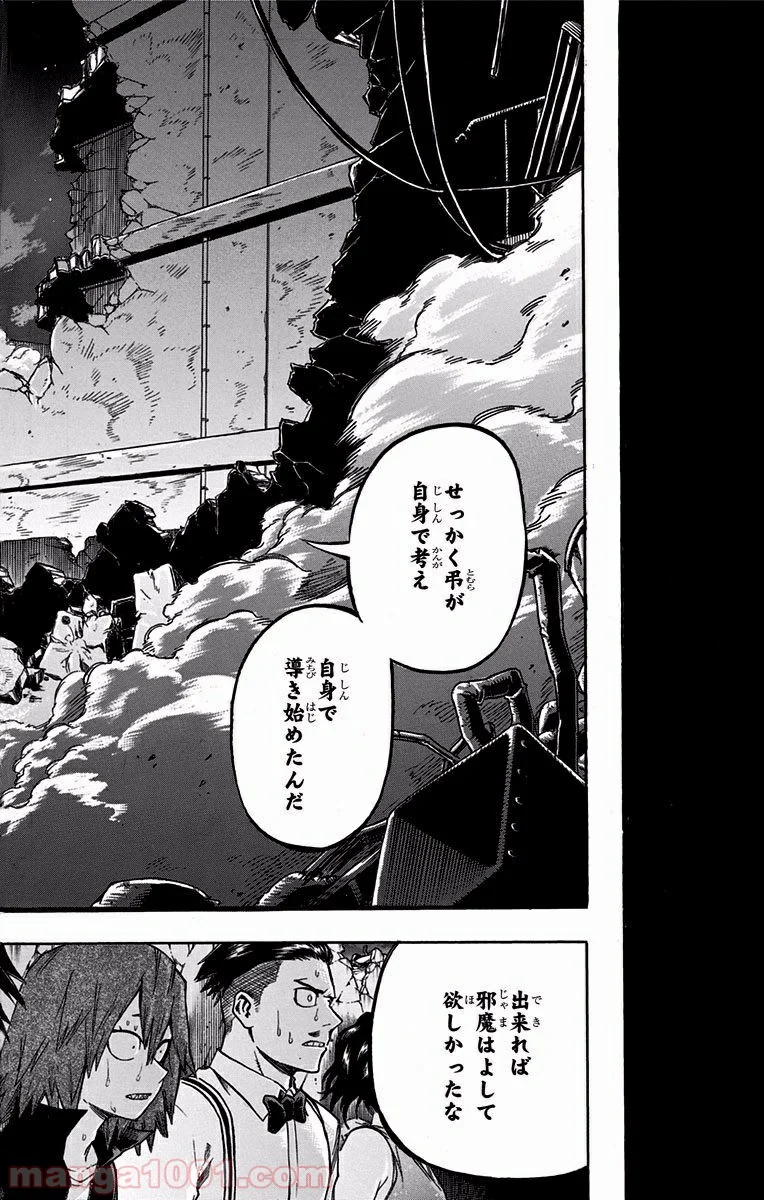 せっかく弔が
自身で考え
自身で
導き始めたんだ
出来れば
邪魔はよして
欲しかったな
manga1001.com